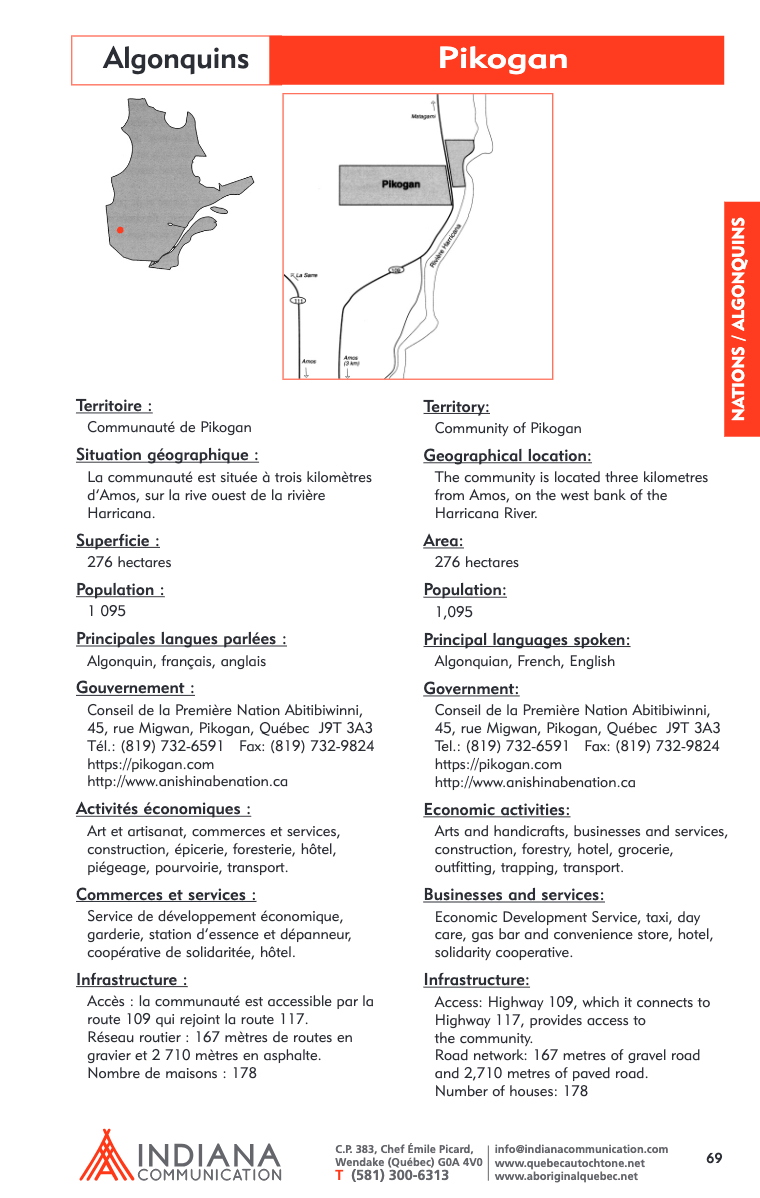 Algonquins
Pikogan
Matagami
Pikogan
Rivière Harricana
109
La Sarre
111
Amos
Amos
(3 km)
NATIONS / ALGONQUINS
Territoire :
Communauté de Pikogan
Situation géographique :
La communauté est située à trois kilomètres
d'Amos, sur la rive ouest de la rivière
Harricana.
Superficie :
276 hectares
Population :
1 095
Principales langues parlées :
Algonquin, français, anglais
Gouvernement :
Conseil de la Première Nation Abitibiwinni,
45, rue Migwan, Pikogan, Québec J9T 3A3
Tél.: (819) 732-6591 Fax: (819) 732-9824
https://pikogan.com
http://www.anishinabenation.ca
Activités économiques :
Art et artisanat, commerces et services,
construction, épicerie, foresterie, hôtel,
piégeage, pourvoirie, transport.
Commerces et services :
Service de développement économique,
garderie, station d'essence et dépanneur,
coopérative de solidaritée, hôtel.
Infrastructure :
Accès : la communauté est accessible par la
route 109 qui rejoint la route 117.
Réseau routier : 167 mètres de routes en
gravier et 2 710 mètres en asphalte.
Nombre de maisons : 178
Territory:
Community of Pikogan
Geographical location:
The community is located three kilometres
from Amos, on the west bank of the
Harricana River.
Area:
276 hectares
Population:
1,095
Principal languages spoken:
Algonquian, French, English
Government:
Conseil de la Première Nation Abitibiwinni,
45, rue Migwan, Pikogan, Québec J9T 3A3
Tel.: (819) 732-6591 Fax: (819) 732-9824
https://pikogan.com
http://www.anishinabenation.ca
Economic activities:
Arts and handicrafts, businesses and services,
construction, forestry, hotel, grocerie,
outfitting, trapping, transport.
Businesses and services:
Economic Development Service, taxi, day
care, gas bar and convenience store, hotel,
solidarity cooperative.
Infrastructure:
Access: Highway 109, which it connects to
Highway 117, provides access to
the community.
Road network: 167 metres of gravel road
and 2,710 metres of paved road.
Number of houses: 178
INDIANA
COMMUNICATION
C.P. 383, Chef Émile Picard,
Wendake (Québec) G0A 4V0
T (581) 300-6313
info@indianacommunication.com
www.quebecautochtone.net
www.aboriginalquebec.net
69